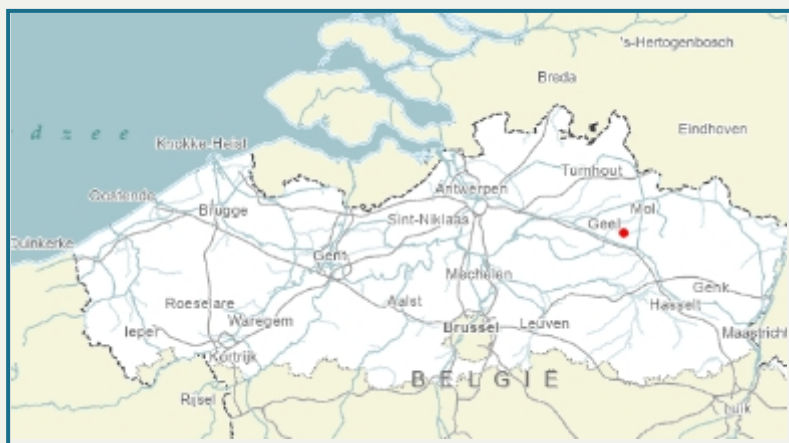 's-Hertogenbosch
Breda
d z e e
Eindhoven
Knokke-Heist
Turnhout
Antwerpen
Oostende
Mol
Brugge
Sint-Niklaas
Geel
Duinkerke
Gent
Mechelen
Genk
Roeselare
Aalst
Hasselt
Ieper
Waregem
Brussel
Leuven
Maastricht
Kortrijk
BELGIË
Rijsel
Luik